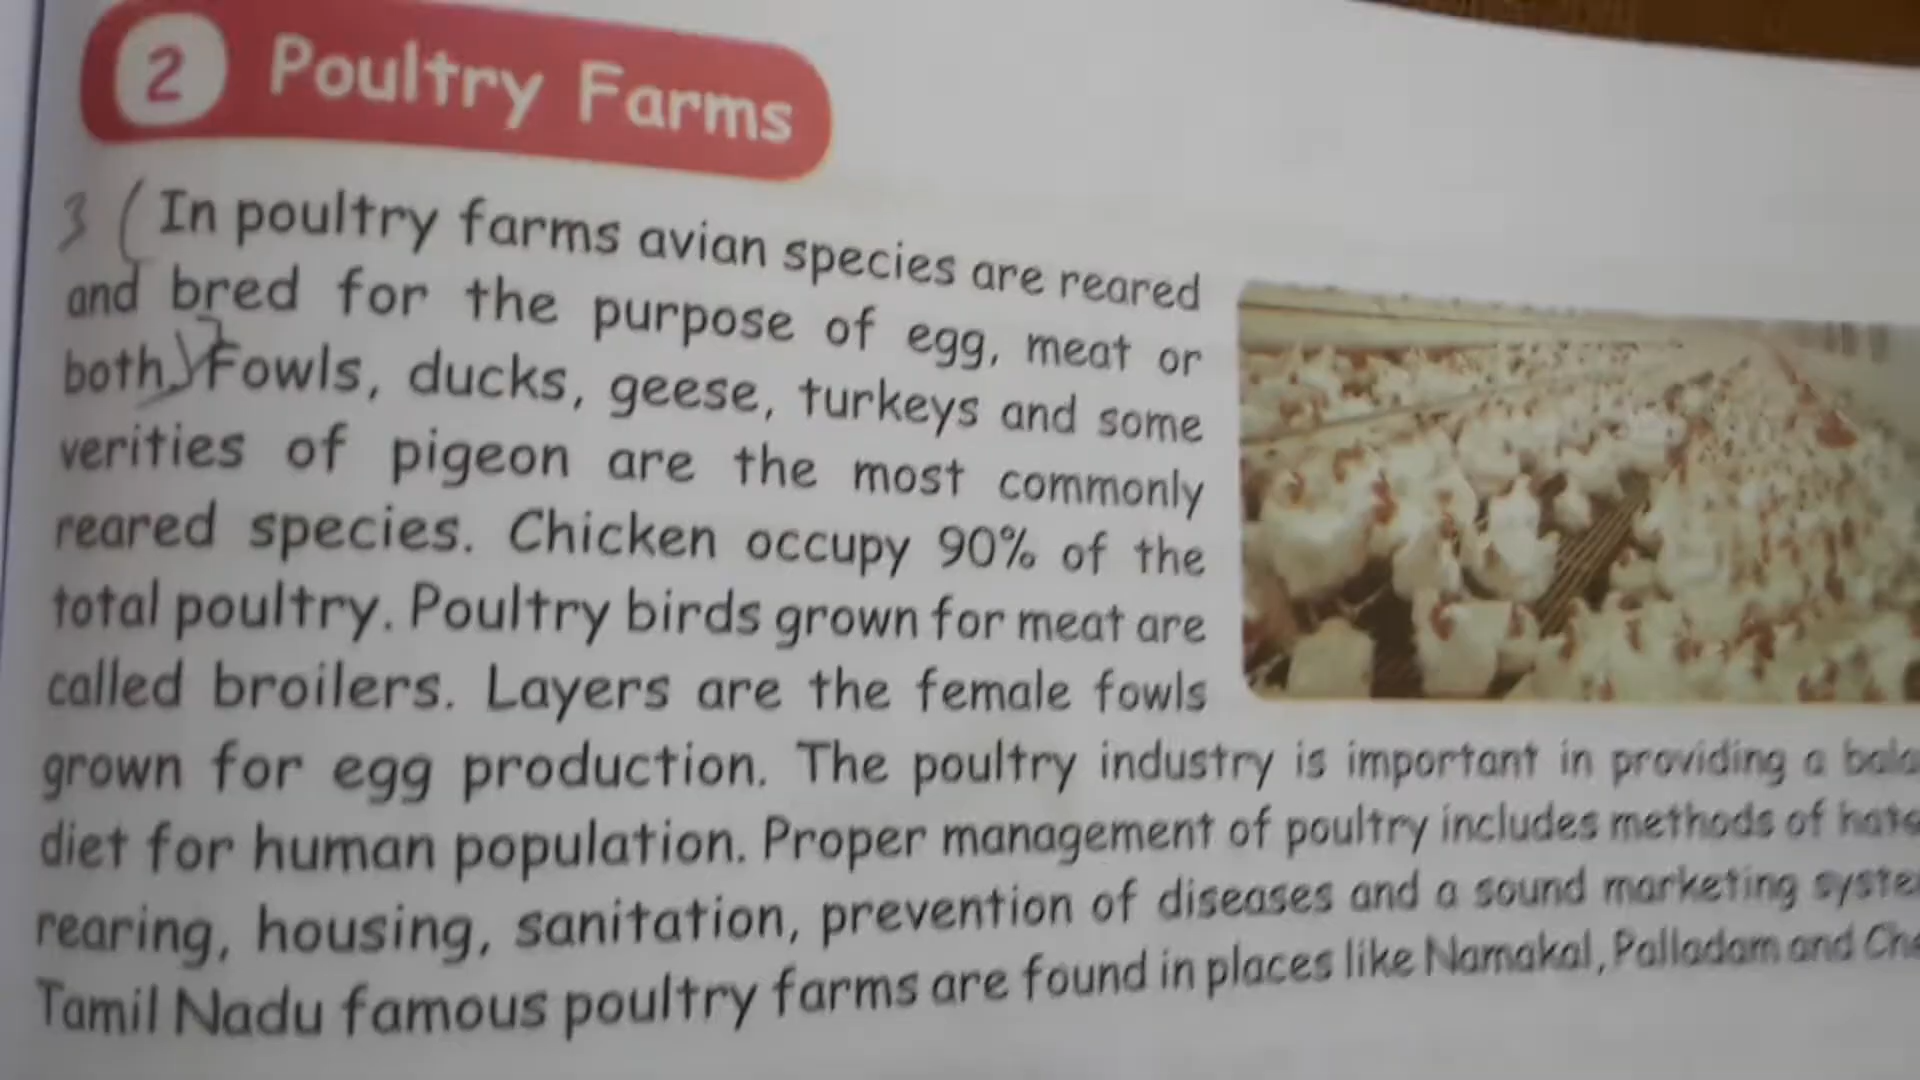 2 Poultry Farms
3 ( In poultry farms avian species are reared
and bred for the purpose of egg, meat or
both) Fowls, ducks, geese, turkeys and some
verities of pigeon are the most commonly
reared species. Chicken occupy 90% of the
total poultry. Poultry birds grown for meat are
called broilers. Layers are the female fowls
grown for egg production. The poultry industry is important in providing a
diet for human population. Proper management of poultry includes methods of
rearing, housing, sanitation, prevention of diseases and a sound marketing
Tamil Nadu famous poultry farms are found in places like Namakal, Palladam and